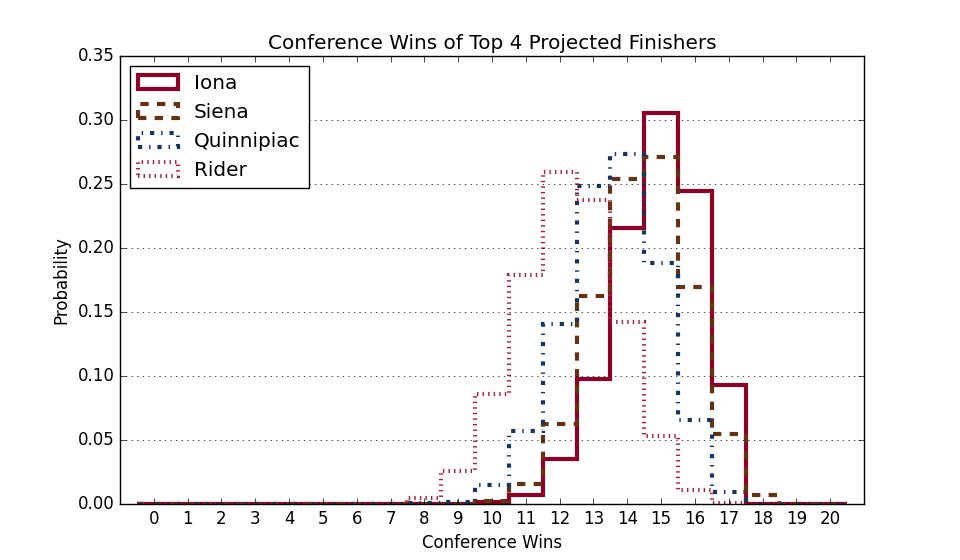 Conference Wins of Top 4 Projected Finishers
0.35
0.30
0.25
0.20
0.15
0.10
0.05
0.00
Probability
Iona
Siena
Quinnipiac
Rider
0 1 2 3 4 5 6 7 8 9 10 11 12 13 14 15 16 17 18 19 20
Conference Wins